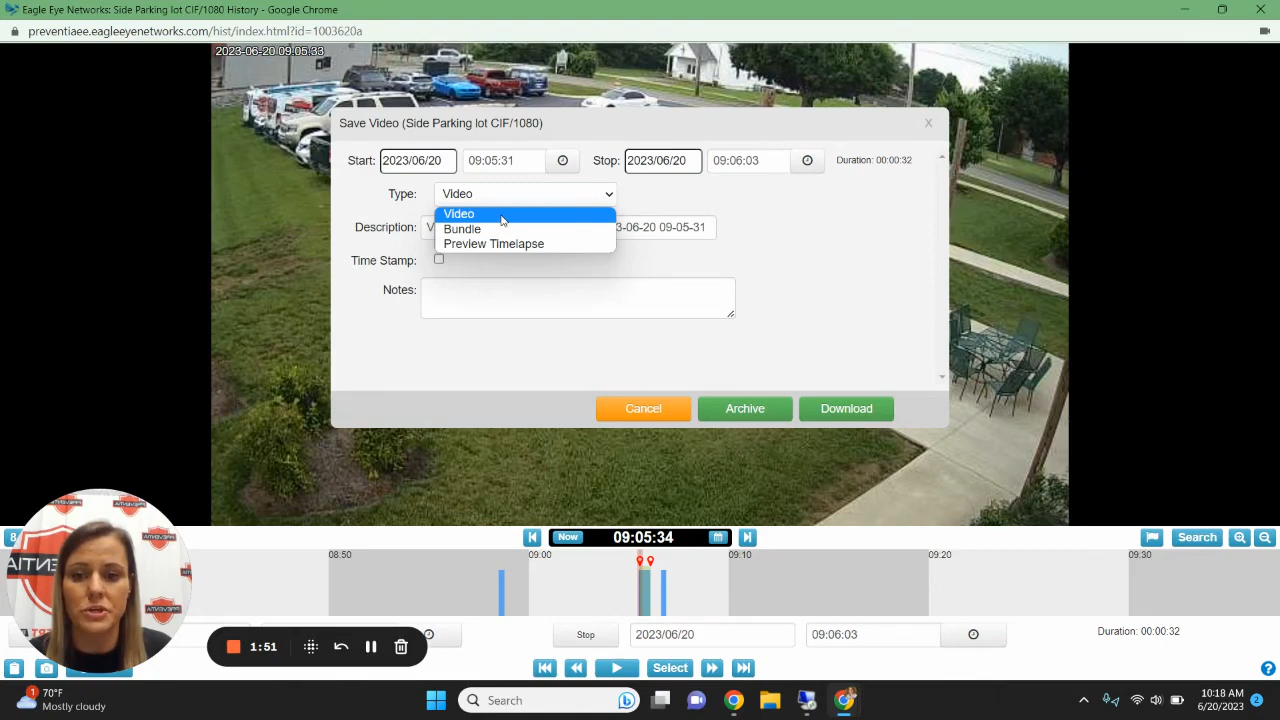 Eagle Eye Networks: Side Parking lot CIF/1080 History - Google Chrome
preventiaee.eagleeyenetworks.com/hist/index.html?id=1003620a
2023-06-20 09:05:33
Save Video (Side Parking lot CIF/1080)
X
Start: 2023/06/20 09:05:31 Stop: 2023/06/20 09:06:03 Duration: 00:00:32
Type: Video
Video
Description: 3-06-20 09-05-31
Bundle
Preview Timelapse
Time Stamp:
Notes:
Cancel Archive Download
8 Now 09:05:34 Search
08:50 09:00 09:10 09:20 09:30
Stop 2023/06/20 09:06:03 Duration: 00:00:32
1:51
Select
PREVENTIA
1 70°F
Mostly cloudy
Search
10:18 AM
6/20/2023
2